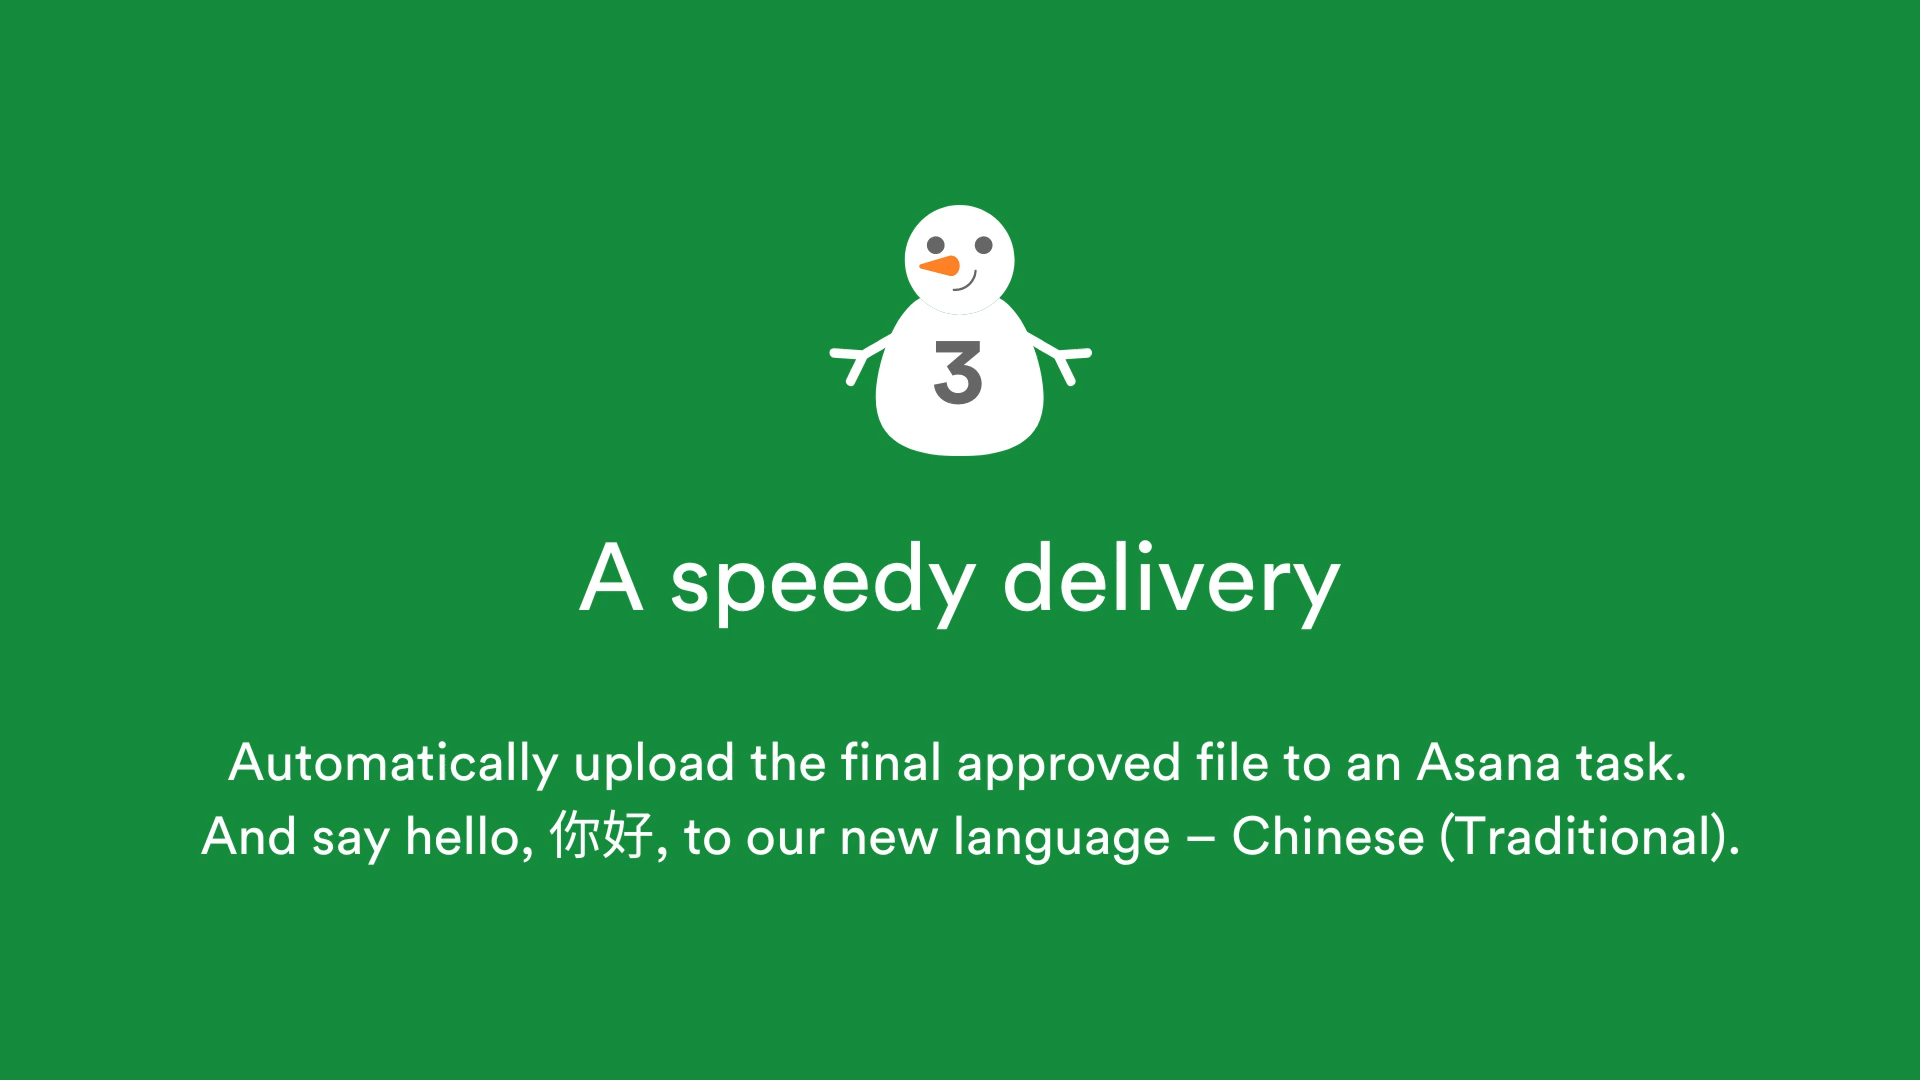 3
A speedy delivery
Automatically upload the final approved file to an Asana task.
And say hello, 你好, to our new language – Chinese (Traditional).